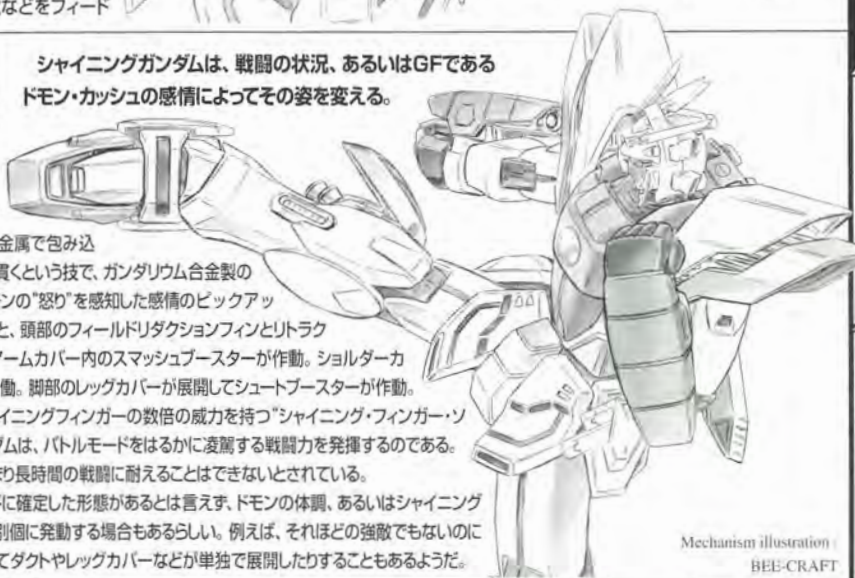 などをフィード
シャイニングガンダムは、戦闘の状況、あるいはGFである
ドモン・カッシュの感情によってその姿を変える。
金属で包み込
貫くという技で、ガンダリウム合金製の
ンの"怒り"を感知した感情のピックアッ
と、頭部のフィールドリダクションフィンとリトラク
アームカバー内のスマッシュブースターが作動。ショルダーカ
働。脚部のレッグカバーが展開してシュートブースターが作動。
イニングフィンガーの数倍の威力を持つ"シャイニング・フィンガー・ソ
ダムは、バトルモードをはるかに凌駕する戦闘力を発揮するのである。
り長時間の戦闘に耐えることはできないとされている。
に確定した形態があるとは言えず、ドモンの体調、あるいはシャイニング
別個に発動する場合もあるらしい。例えば、それほどの強敵でもないのに
てダクトやレッグカバーなどが単独で展開したりすることもあるようだ。
Mechanism illustration
BEE-CRAFT